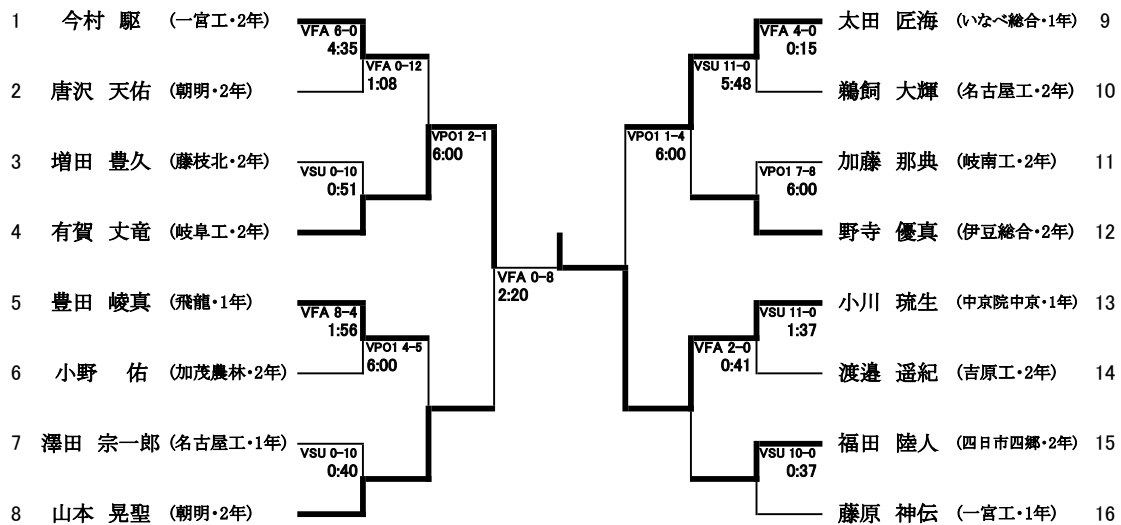 1 今村 駆 (一宮工・2年)
VFA 6-0
4:35
VFA 0-12
1:08
2 唐沢 天佑 (朝明・2年)
VPO1 2-1
6:00
3 増田 豊久 (藤枝北・2年)
VSU 0-10
0:51
4 有賀 丈竜 (岐阜工・2年)
VFA 0-8
2:20
5 豊田 崚真 (飛龍・1年)
VFA 8-4
1:56
VPO1 4-5
6:00
6 小野 佑 (加茂農林・2年)
7 澤田 宗一郎 (名古屋工・1年)
VSU 0-10
0:40
8 山本 晃聖 (朝明・2年)
太田 匠海 (いなべ総合・1年) 9
VFA 4-0
0:15
VSU 11-0
5:48
鵜飼 大輝 (名古屋工・2年) 10
VPO1 1-4
6:00
加藤 那典 (岐南工・2年) 11
VPO1 7-8
6:00
野寺 優真 (伊豆総合・2年) 12
小川 琉生 (中京院中京・1年) 13
VSU 11-0
1:37
VFA 2-0
0:41
渡邉 遥紀 (吉原工・2年) 14
福田 陸人 (四日市四郷・2年) 15
VSU 10-0
0:37
藤原 神伝 (一宮工・1年) 16